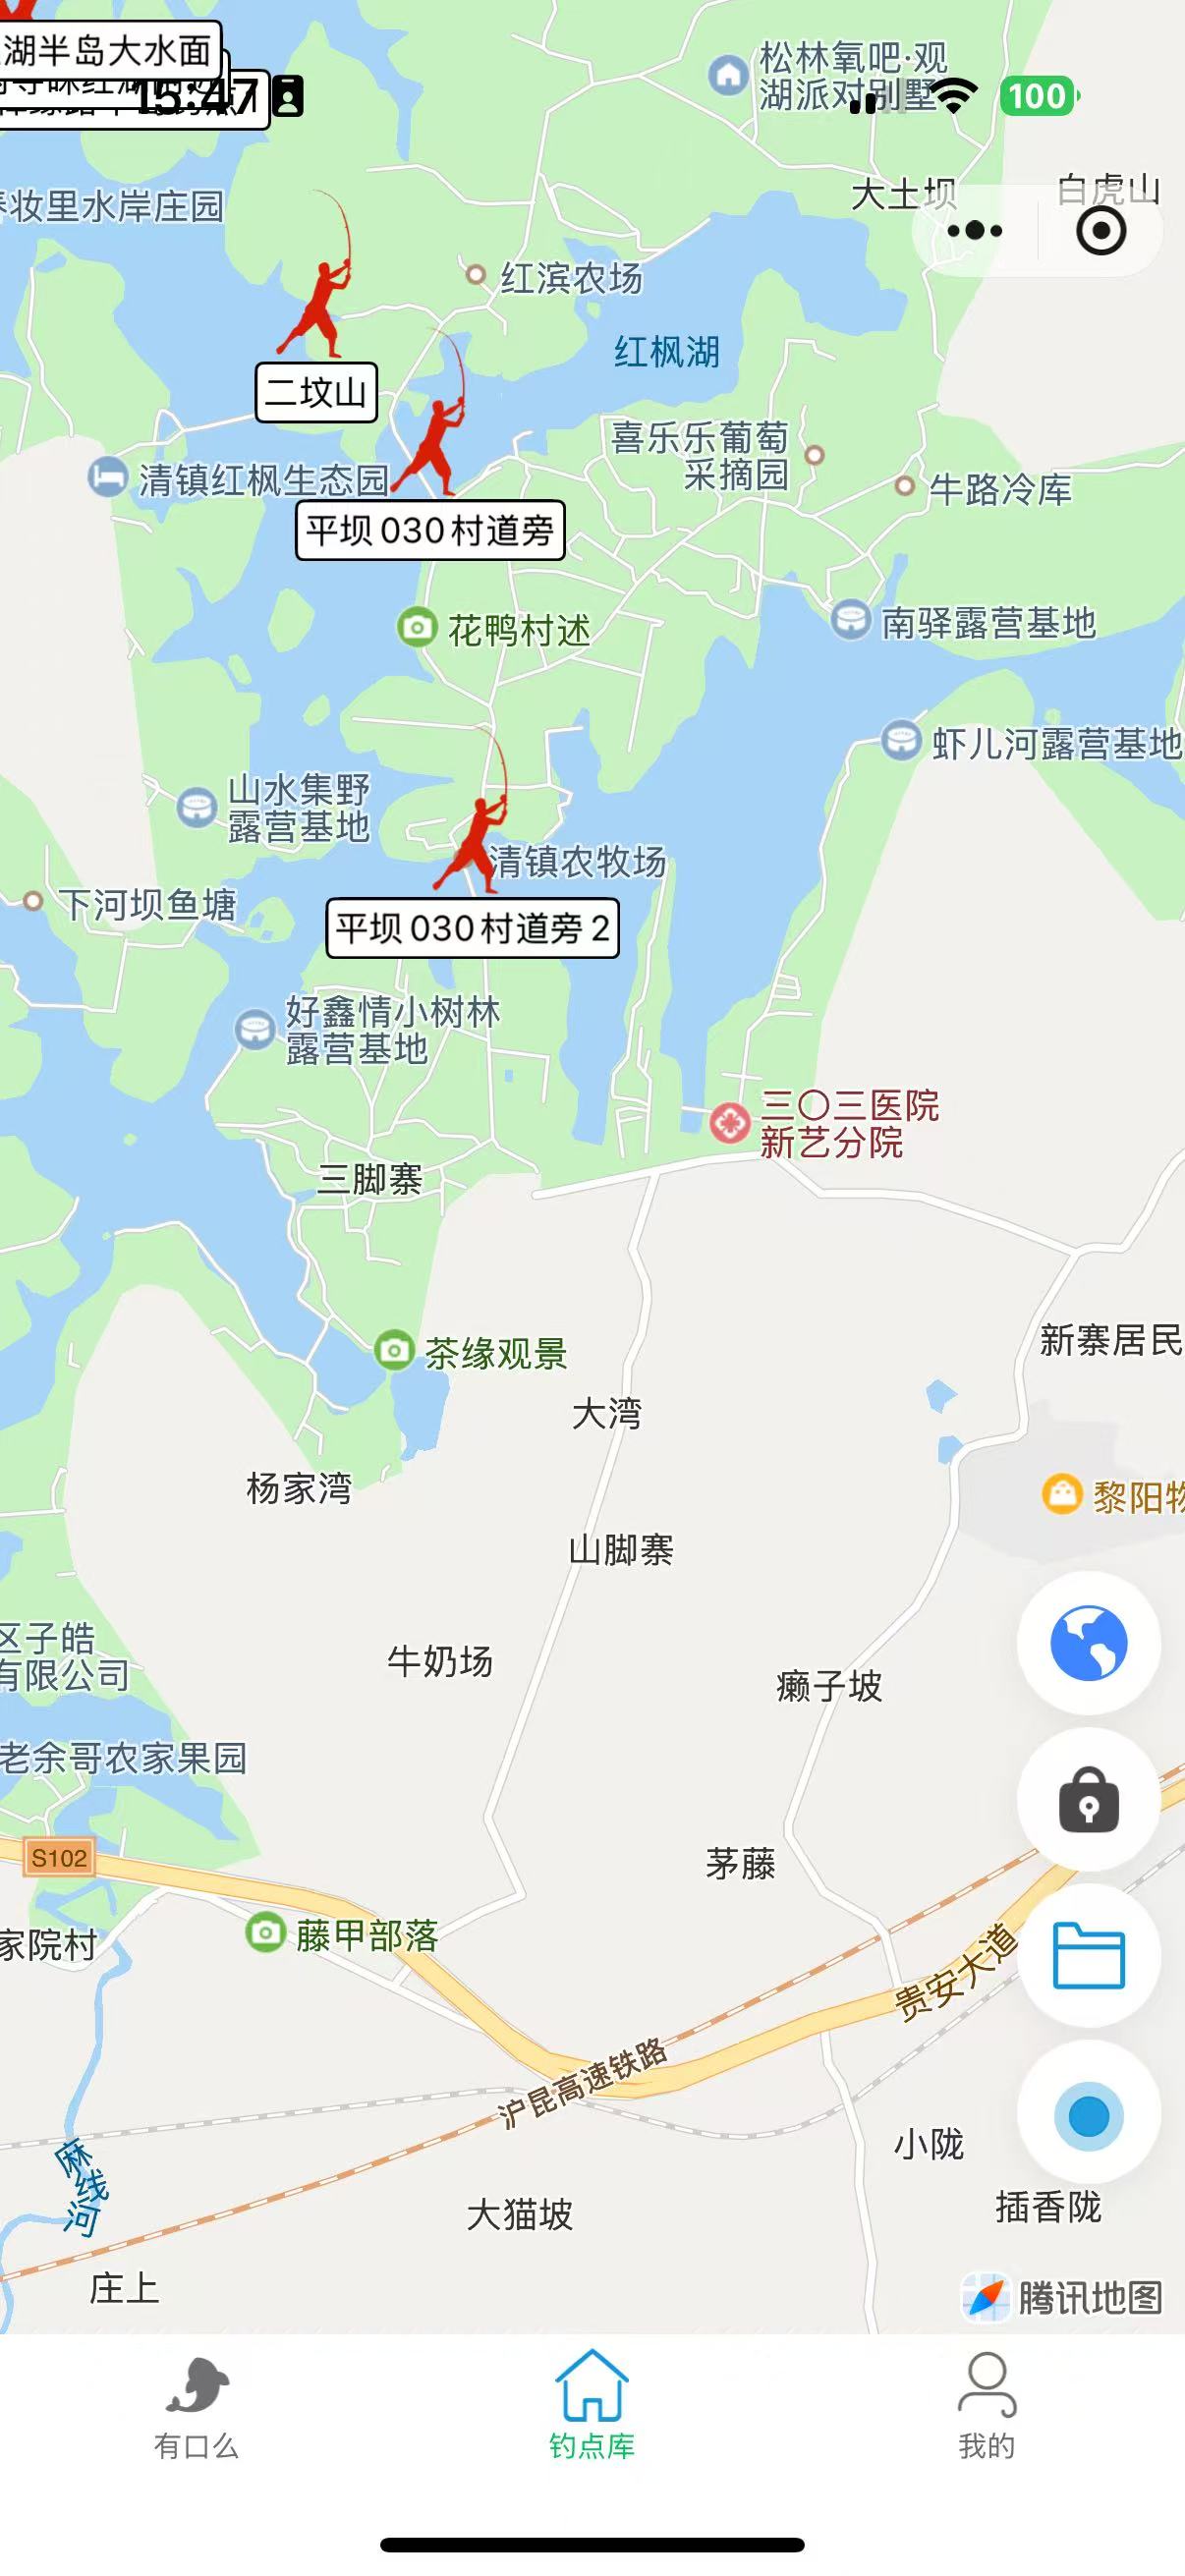 湖半岛大水面
15:47
松林氧吧·观
湖派对别墅
100
妆里水岸庄园
大土坝
白虎山
红滨农场
红枫湖
二坟山
喜乐乐葡萄
采摘园
清镇红枫生态园
牛路冷库
平坝030村道旁
花鸭村述
南驿露营基地
虾儿河露营基地
山水集野
露营基地
清镇农牧场
下河坝鱼塘
平坝030村道旁2
好鑫情小树林
露营基地
三〇三医院
新艺分院
三脚寨
新寨居民
茶缘观景
大湾
杨家湾
黎阳物
山脚寨
区子皓
有限公司
牛奶场
癞子坡
老余哥农家果园
S102
茅藤
藤甲部落
家院村
贵安大道
沪昆高速铁路
麻线河
小陇
插香陇
大猫坡
庄上
腾讯地图
有口么
钓点库
我的